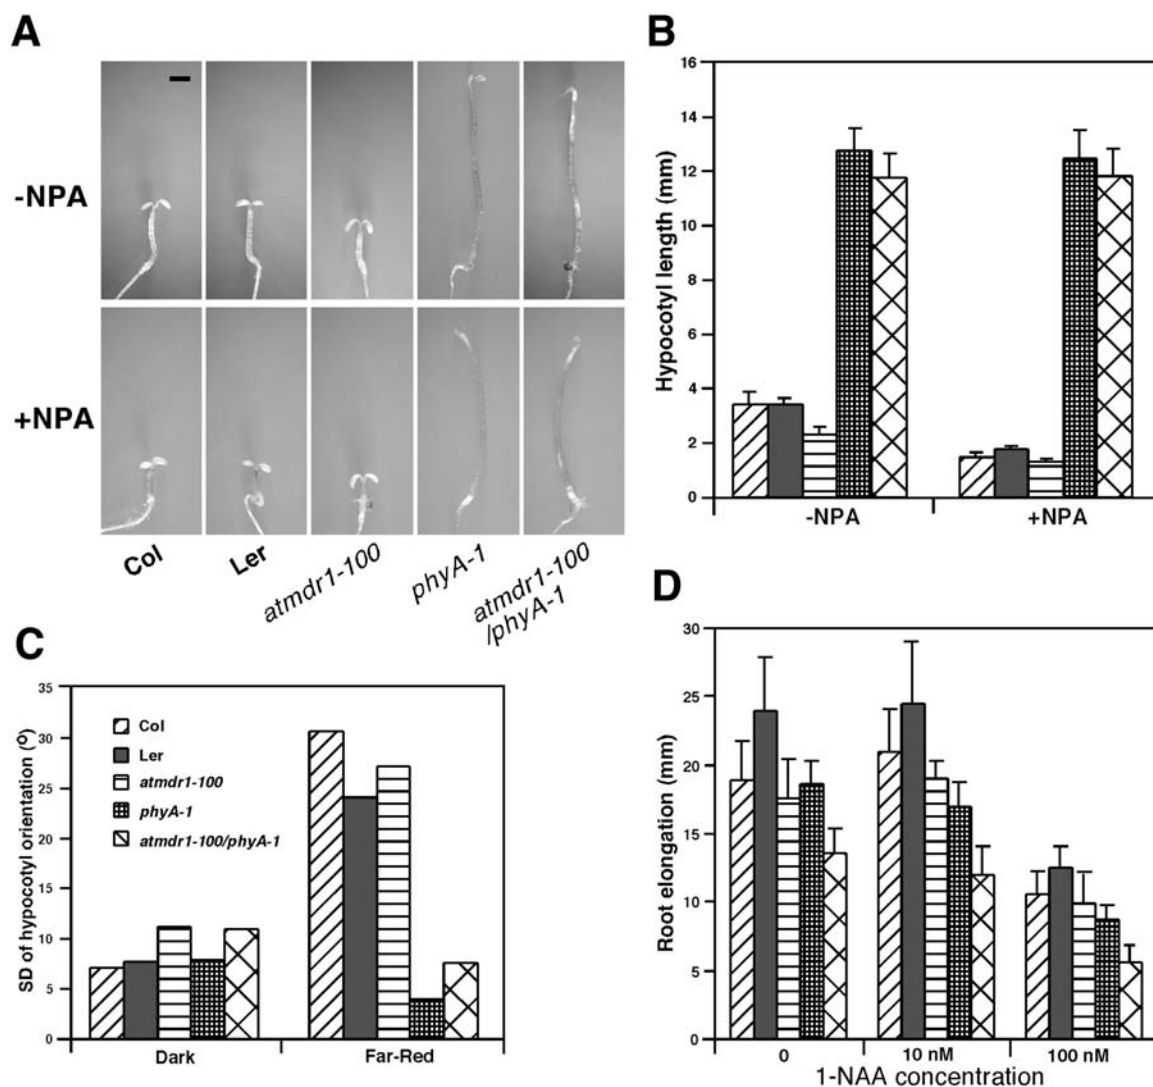 A
-NPA
+NPA
Col
Ler
atmdr1-100
phyA-1
atmdr1-100
/phyA-1
B
Hypocotyl length (mm)
16
14
12
10
8
6
4
2
0
-NPA
+NPA
C
SD of hypocotyl orientation (°)
35
30
25
20
15
10
5
0
Col
Ler
atmdr1-100
phyA-1
atmdr1-100/phyA-1
Dark
Far-Red
D
Root elongation (mm)
30
25
20
15
10
5
0
0
10 nM
100 nM
1-NAA concentration